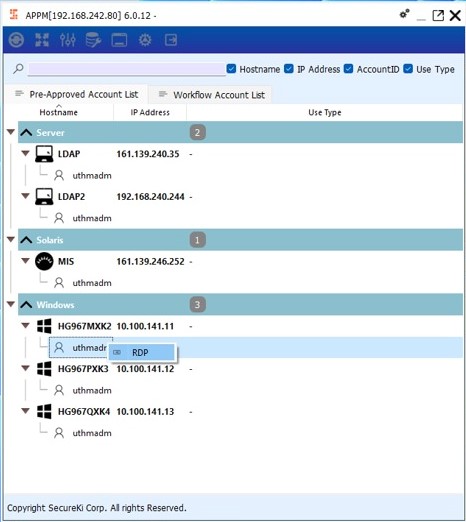 APPM[192.168.242.80] 6.0.12 -
Hostname IP Address AccountID Use Type
Pre-Approved Account List Workflow Account List
Hostname IP Address Use Type
Server 2
LDAP 161.139.240.35 -
uthmadm
LDAP2 192.168.240.244 -
uthmadm
Solaris 1
MIS 161.139.246.252 -
uthmadm
Windows 3
HG967MXK2 10.100.141.11 -
uthmadm RDP
HG967PXK3 10.100.141.12 -
uthmadm
HG967QXK4 10.100.141.13 -
uthmadm
Copyright SecureKi Corp. All rights Reserved.